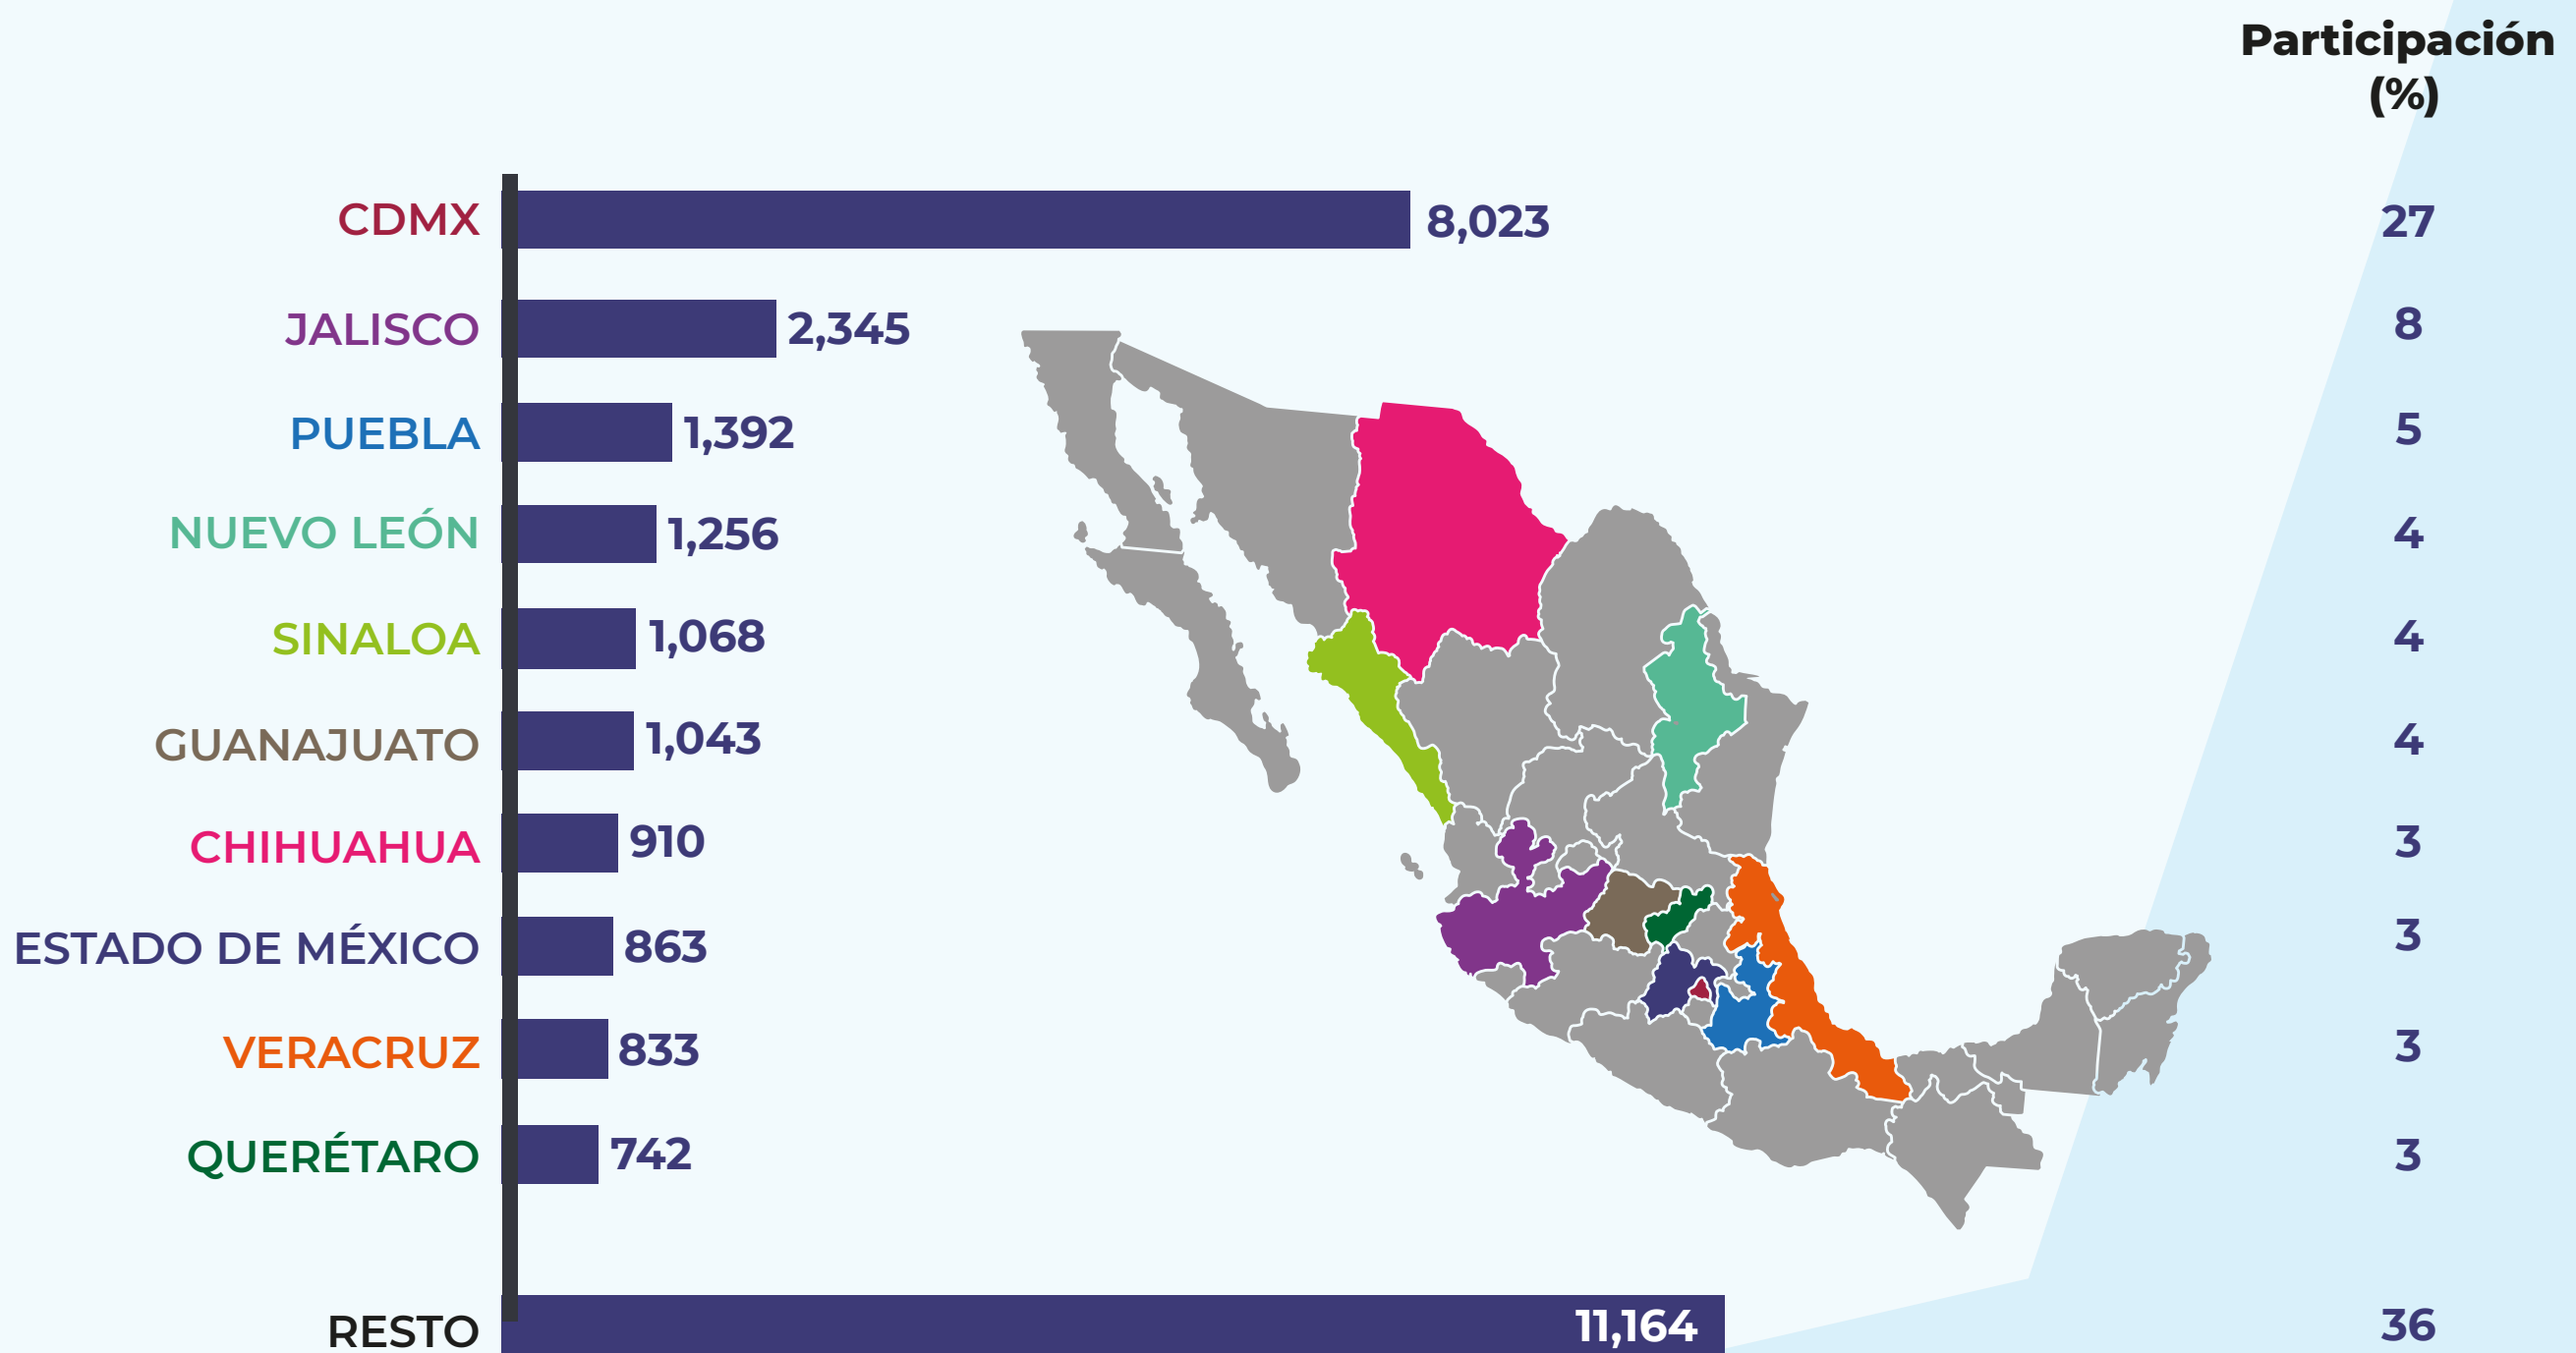 Participación
(%)
CDMX 8,023 27
JALISCO 2,345 8
PUEBLA 1,392 5
NUEVO LEÓN 1,256 4
SINALOA 1,068 4
GUANAJUATO 1,043 4
CHIHUAHUA 910 3
ESTADO DE MÉXICO 863 3
VERACRUZ 833 3
QUERÉTARO 742 3
RESTO 11,164 36